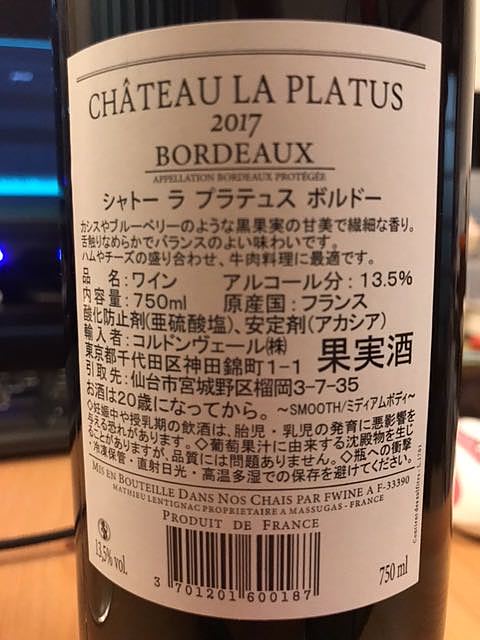 CHÂTEAU LA PLATUS
2017
BORDEAUX
APPELLATION BORDEAUX PROTÉGÉE
シャトー ラ プラテュス ボルドー
カシスやブルーベリーのような黒果実の甘美で繊細な香り。
舌触りなめらかでバランスのよい味わいです。
ハムやチーズの盛り合わせ、牛肉料理に最適です。
品 名:ワイン アルコール分:13.5%
内容量:750ml 原産国:フランス
酸化防止剤(亜硫酸塩)、安定剤(アカシア)
輸入者:コルドンヴェール㈱ 果実酒
東京都千代田区神田錦町1-1
引取先:仙台市宮城野区榴岡3-7-35
お酒は20歳になってから。 ~SMOOTH/ミディアムボディ~
◇妊娠中や授乳期の飲酒は、胎児・乳児の発育に悪影響を
与える恐れがあります。◇葡萄果汁に由来する沈殿物を生じ
ることがありますが、品質には問題ありません。◇瓶への衝撃
・冷凍保管・直射日光・高温多湿での保存を避けてください。
MIS EN BOUTEILLE DANS NOS CHAIS PAR FWINE A F-33390
MATHIEU LENTIGNAC PROPRIETAIRE A MASSUGAS - FRANCE
PRODUIT DE FRANCE
13,5% vol.
750 ml
3 701201 600187